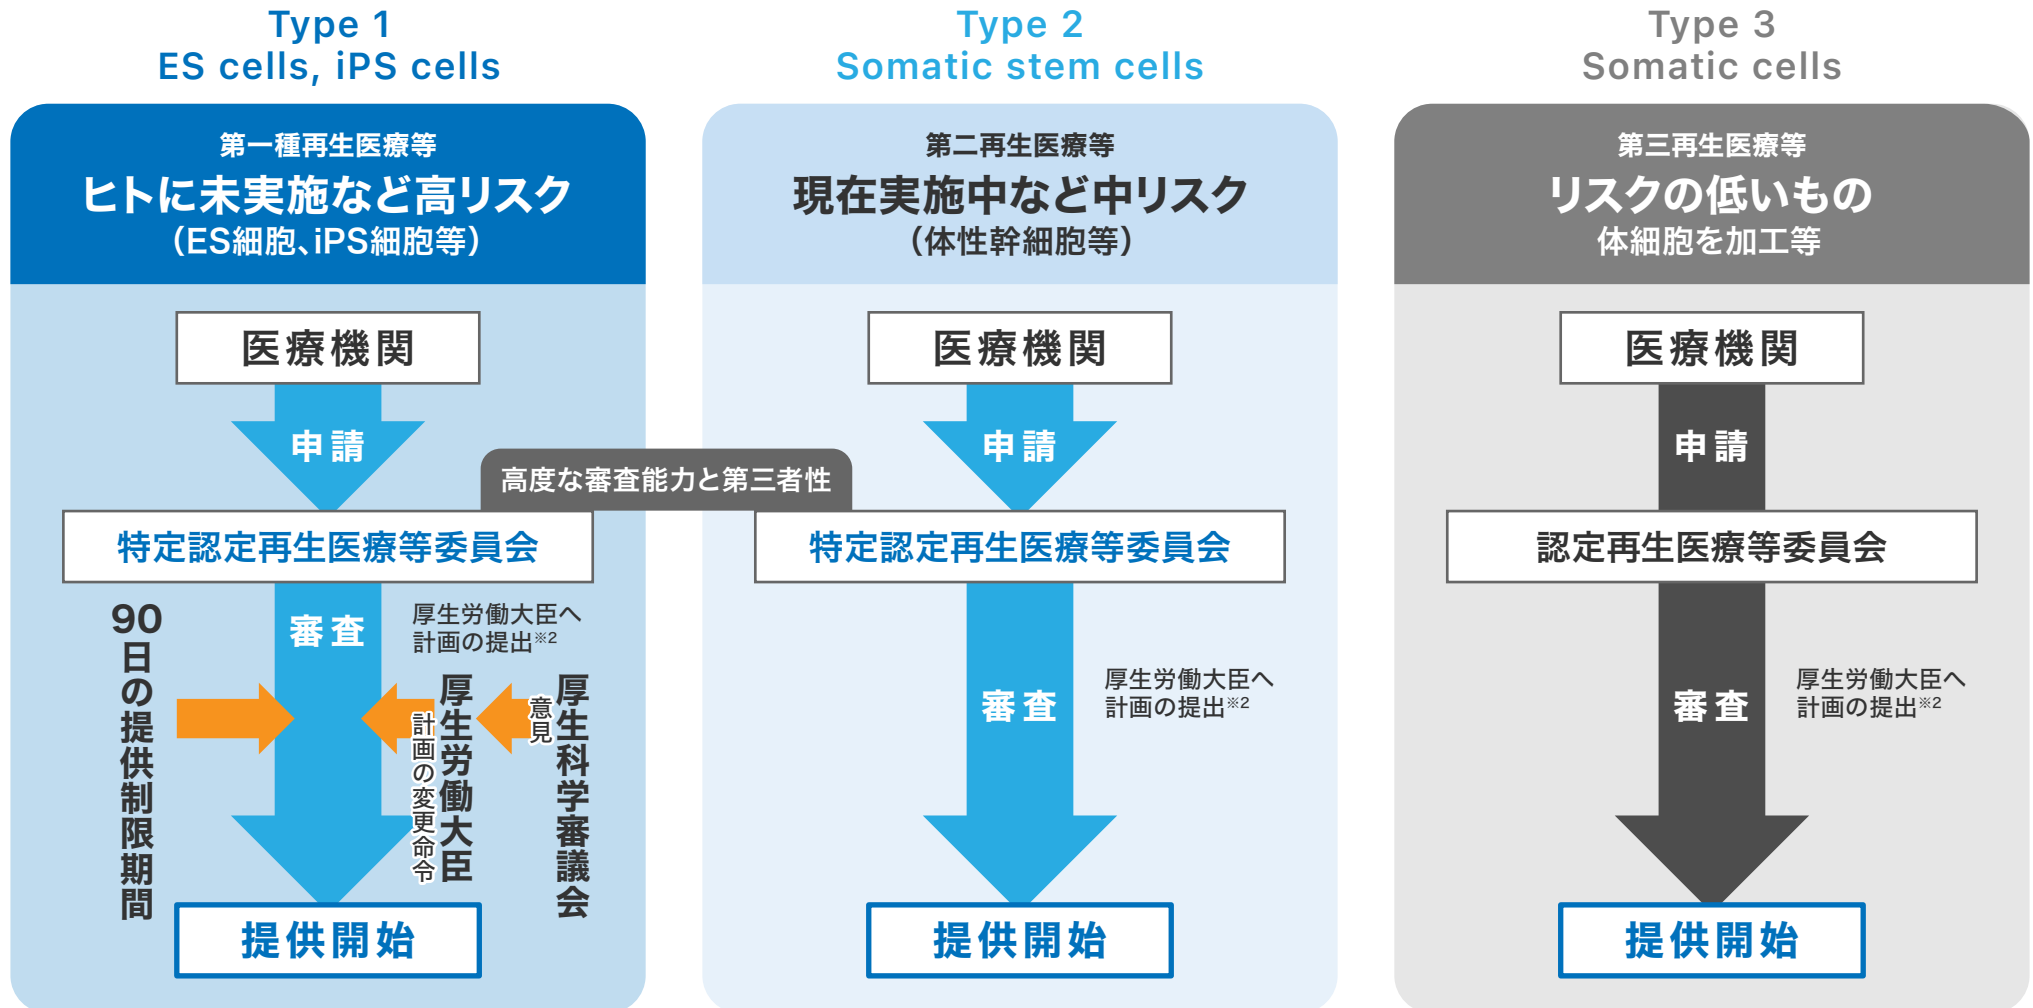 Type 1
ES cells, iPS cells
第一種再生医療等
ヒトに未実施など高リスク
（ES細胞、iPS細胞等）
医療機関
申請
特定認定再生医療等委員会
審査
厚生労働大臣へ
計画の提出※2
90日の提供制限期間
計画の変更命令
厚生労働大臣
意見
厚生科学審議会
提供開始
高度な審査能力と第三者性
Type 2
Somatic stem cells
第二再生医療等
現在実施中など中リスク
（体性幹細胞等）
医療機関
申請
特定認定再生医療等委員会
審査
厚生労働大臣へ
計画の提出※2
提供開始
Type 3
Somatic cells
第三再生医療等
リスクの低いもの
体細胞を加工等
医療機関
申請
認定再生医療等委員会
審査
厚生労働大臣へ
計画の提出※2
提供開始